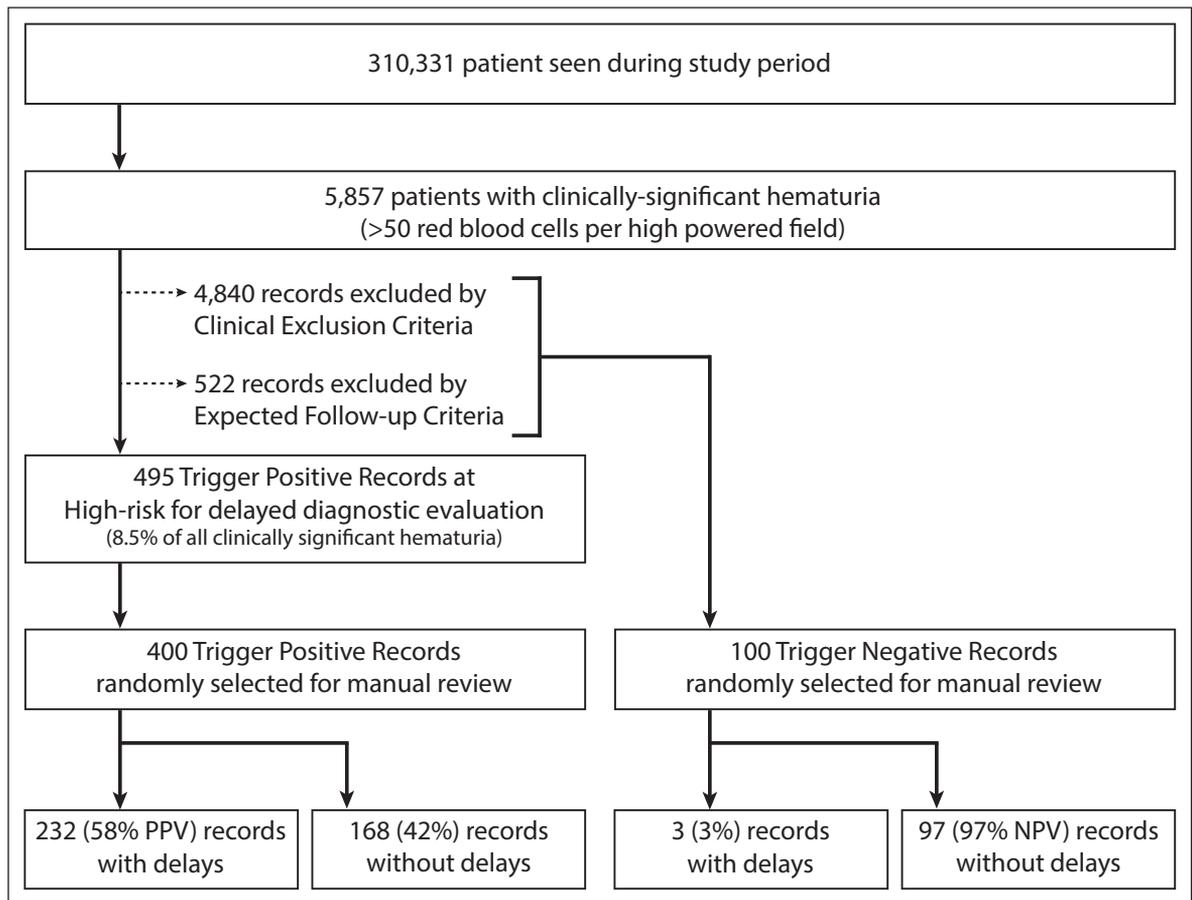 310,331 patient seen during study period
5,857 patients with clinically-significant hematuria
(>50 red blood cells per high powered field)
4,840 records excluded by
Clinical Exclusion Criteria
522 records excluded by
Expected Follow-up Criteria
495 Trigger Positive Records at
High-risk for delayed diagnostic evaluation
(8.5% of all clinically significant hematuria)
400 Trigger Positive Records
randomly selected for manual review
100 Trigger Negative Records
randomly selected for manual review
232 (58% PPV) records
with delays
168 (42%) records
without delays
3 (3%) records
with delays
97 (97% NPV) records
without delays